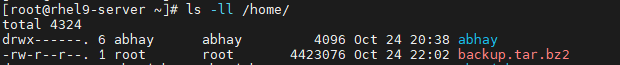 [root@rhel9-server ~]# ls -ll /home/
total 4324
drwx------. 6 abhay abhay 4096 Oct 24 20:38 abhay
-rw-r--r--. 1 root root 4423076 Oct 24 22:02 backup.tar.bz2